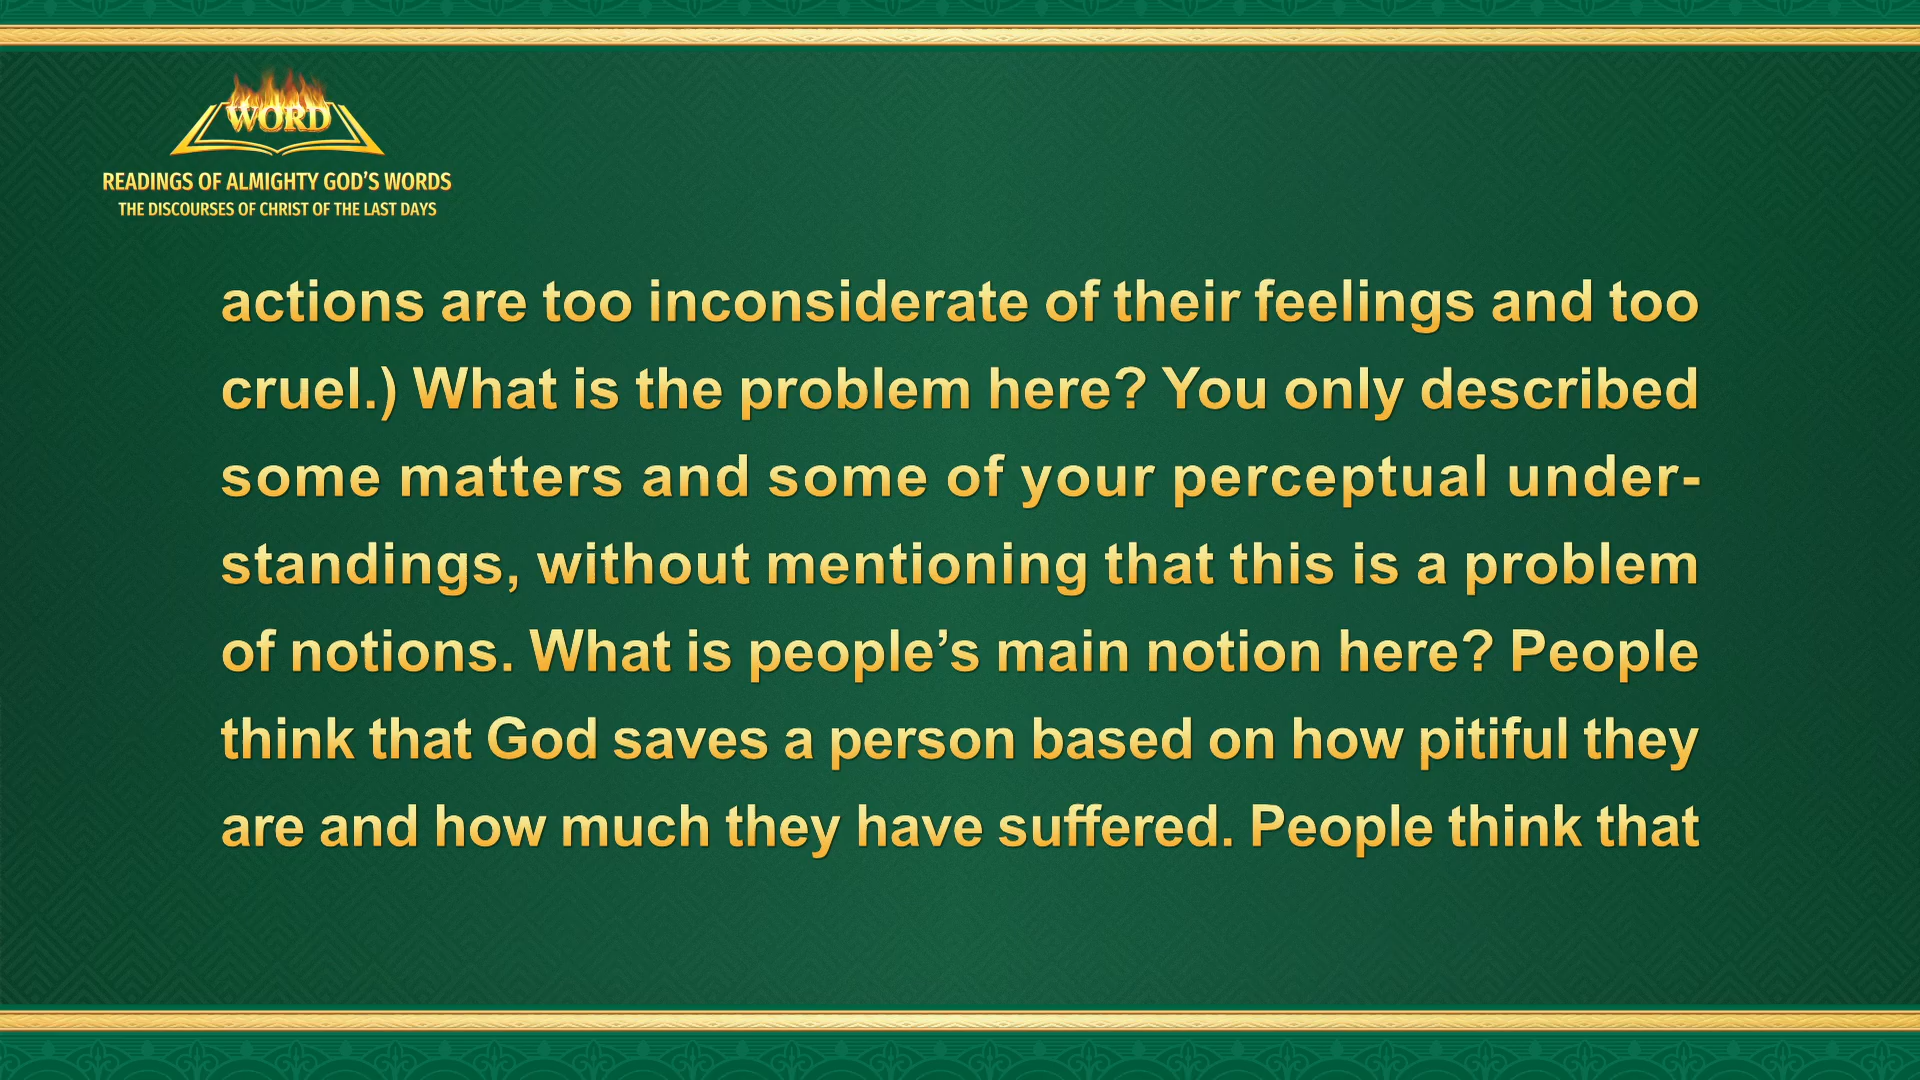 WORD
READINGS OF ALMIGHTY GOD’S WORDS
THE DISCOURSES OF CHRIST OF THE LAST DAYS
actions are too inconsiderate of their feelings and too
cruel.) What is the problem here? You only described
some matters and some of your perceptual under-
standings, without mentioning that this is a problem
of notions. What is people’s main notion here? People
think that God saves a person based on how pitiful they
are and how much they have suffered. People think that